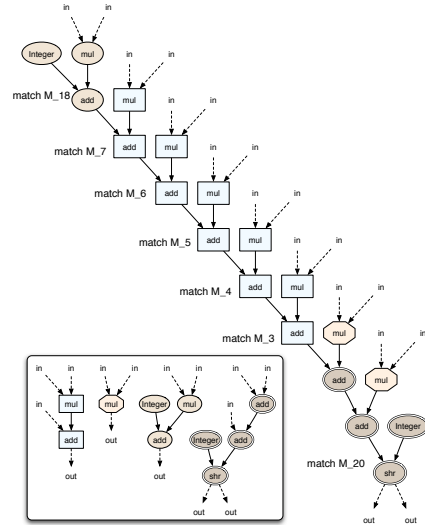 in in
Integer mul in in
match M_18 add mul in in
match M_7 add mul in in
match M_6 add mul in in
match M_5 add mul in in
match M_4 add mul in in
match M_3 add mul in in
add mul
add Integer
match M_20 shr
out out
in in in in in in in in
in mul mul Integer mul in add
in add out add Integer add
out out shr
out out